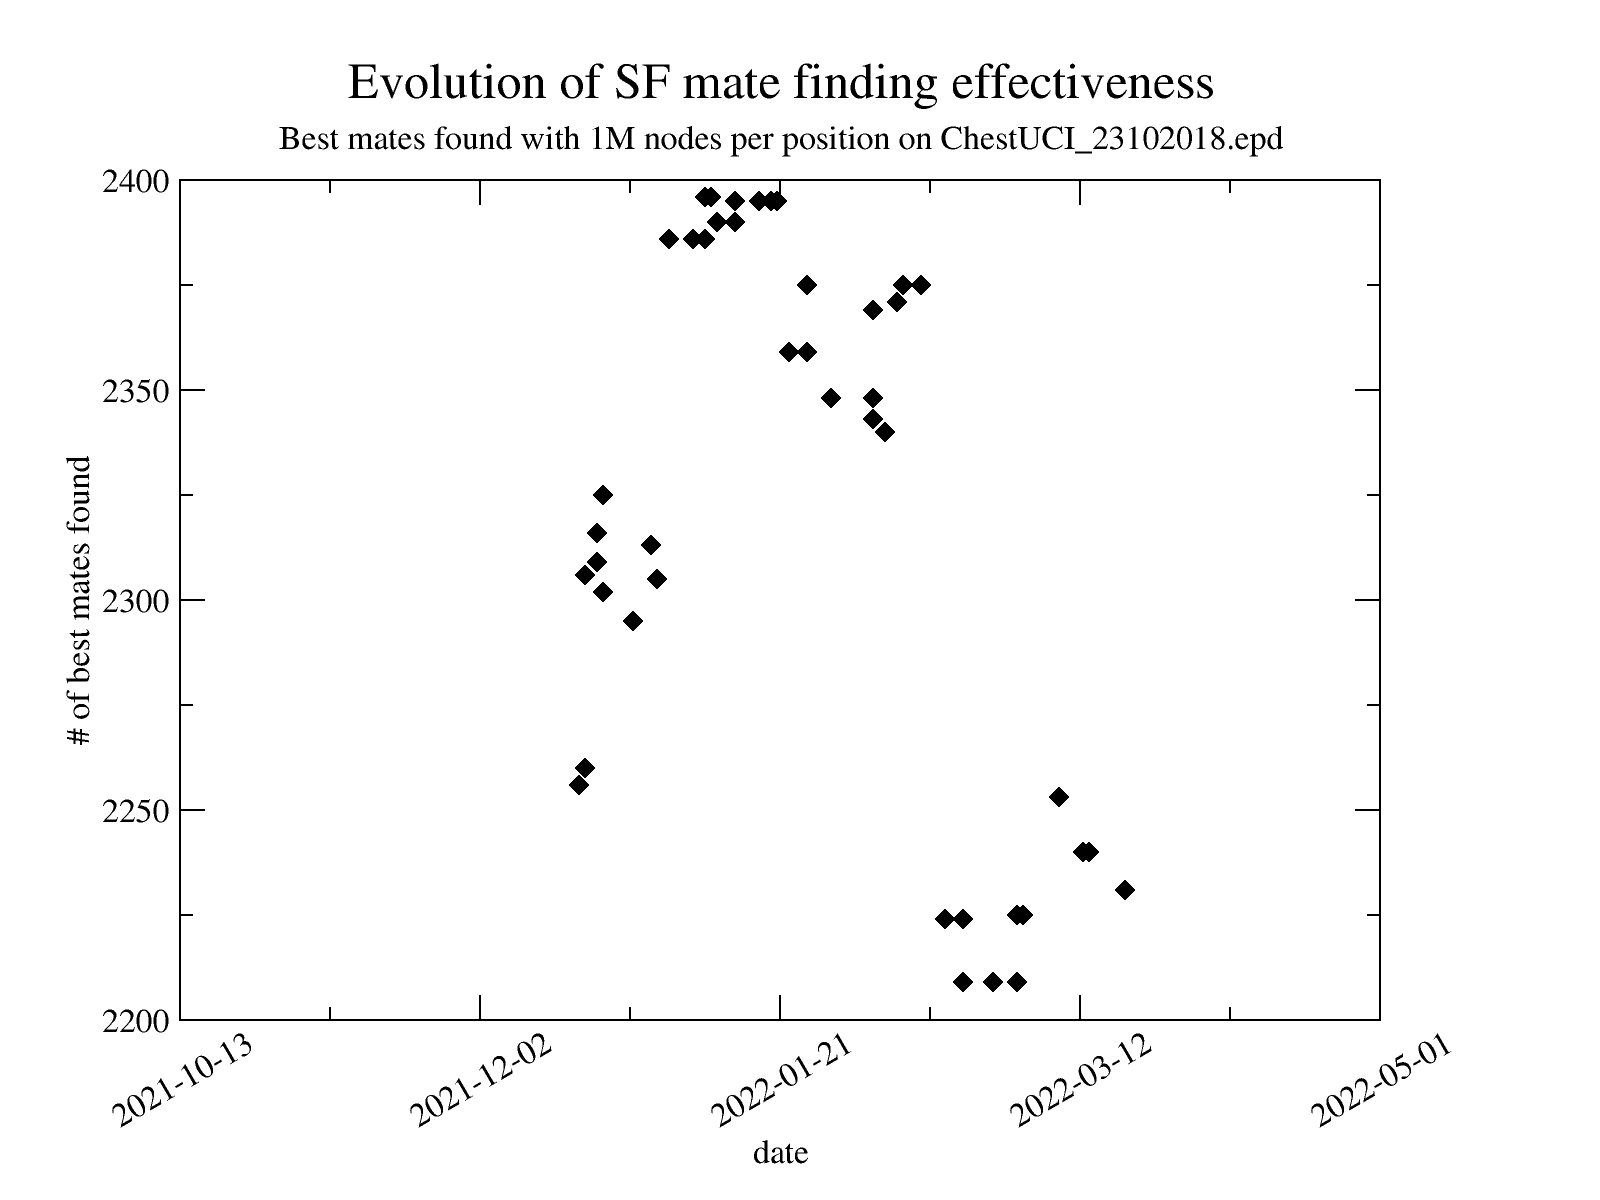 Evolution of SF mate finding effectiveness
Best mates found with 1M nodes per position on ChestUCI_23102018.epd
# of best mates found
2400
2350
2300
2250
2200
2021-10-13
2021-12-02
2022-01-21
2022-03-12
2022-05-01
date